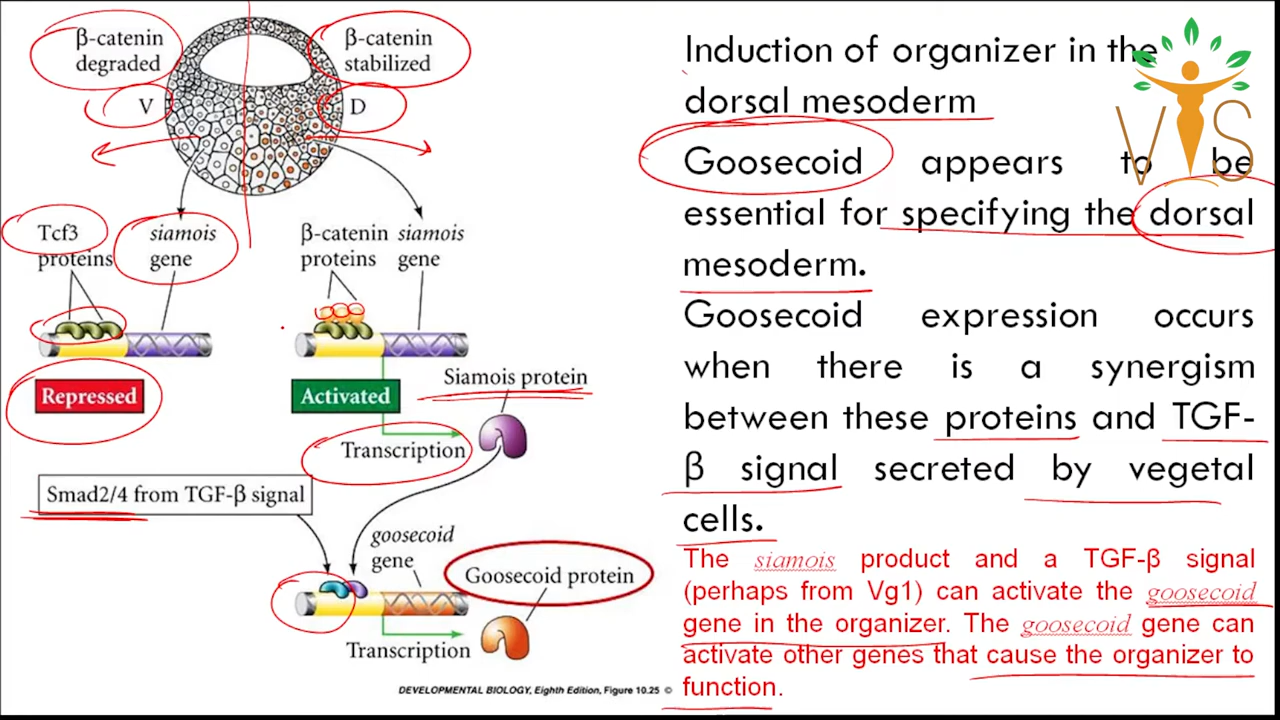 β-catenin
degraded
β-catenin
stabilized
V
D
Tcf3
proteins
siamois
gene
β-catenin
proteins
siamois
gene
Repressed
Activated
Siamois protein
Transcription
Smad2/4 from TGF-β signal
goosecoid
gene
Goosecoid protein
Transcription
DEVELOPMENTAL BIOLOGY, Eighth Edition, Figure 10.25 ©
Induction of organizer in the
dorsal mesoderm
Goosecoid appears to be
essential for specifying the dorsal
mesoderm.
Goosecoid expression occurs
when there is a synergism
between these proteins and TGF-
β signal secreted by vegetal
cells.
The siamois product and a TGF-β signal
(perhaps from Vg1) can activate the goosecoid
gene in the organizer. The goosecoid gene can
activate other genes that cause the organizer to
function.
V S